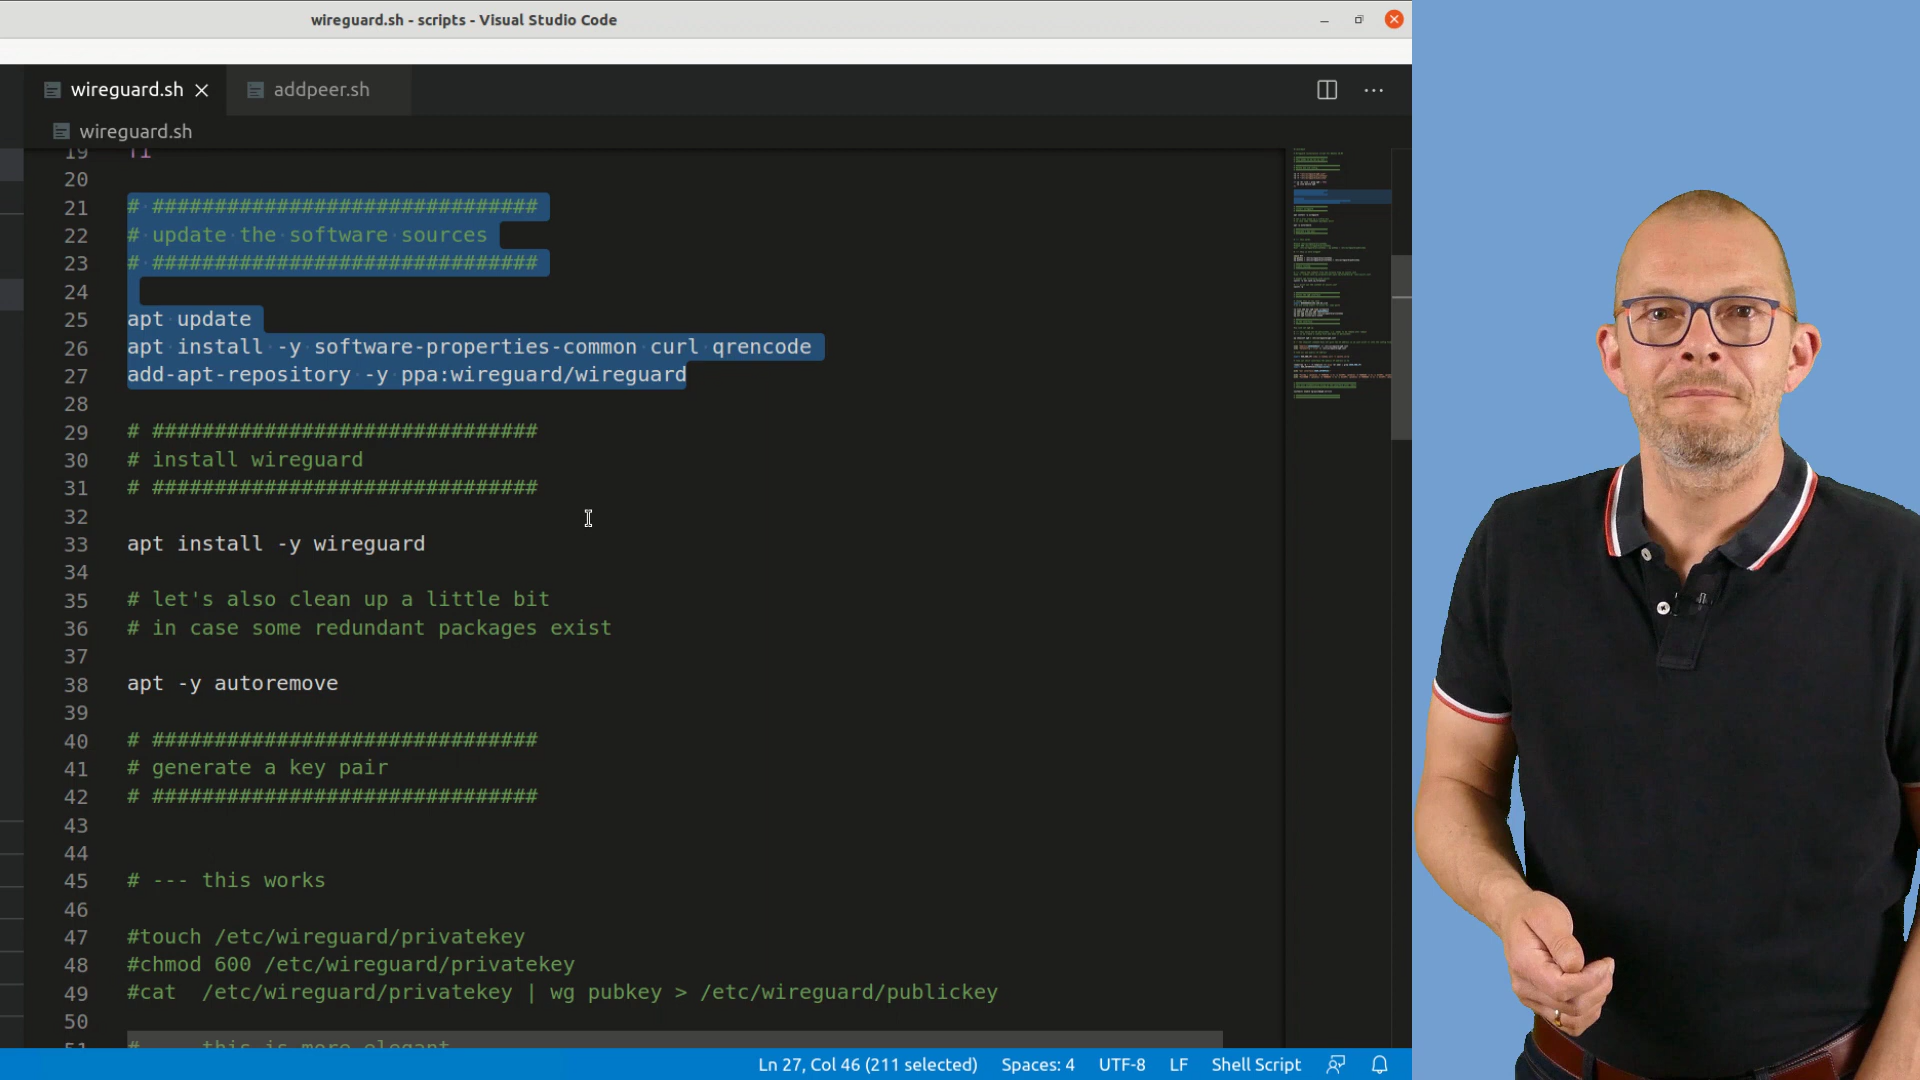 wireguard.sh - scripts - Visual Studio Code
wireguard.sh
addpeer.sh
wireguard.sh
19 fi
20
21 # ###############################
22 # update the software sources
23 # ###############################
24
25 apt update
26 apt install -y software-properties-common curl qrencode
27 add-apt-repository -y ppa:wireguard/wireguard
28
29 # ###############################
30 # install wireguard
31 # ###############################
32
33 apt install -y wireguard
34
35 # let's also clean up a little bit
36 # in case some redundant packages exist
37
38 apt -y autoremove
39
40 # ###############################
41 # generate a key pair
42 # ###############################
43
44
45 # --- this works
46
47 #touch /etc/wireguard/privatekey
48 #chmod 600 /etc/wireguard/privatekey
49 #cat  /etc/wireguard/privatekey | wg pubkey > /etc/wireguard/publickey
50
51 # --- this is more elegant
Ln 27, Col 46 (211 selected) Spaces: 4 UTF-8 LF Shell Script